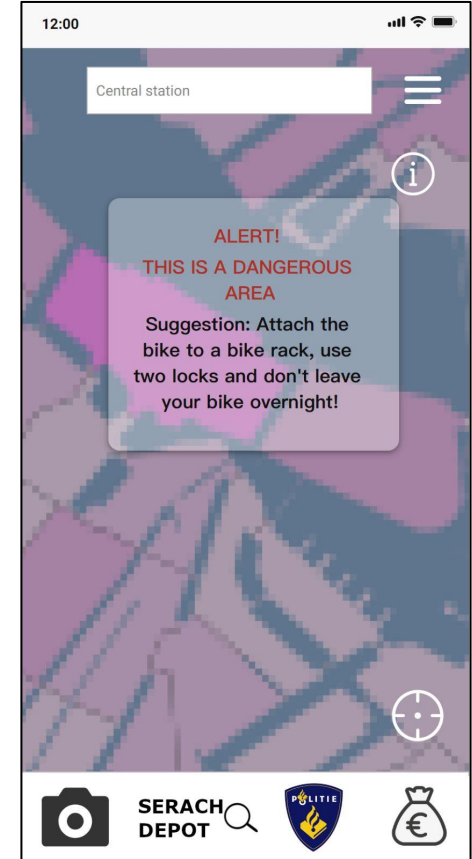 12:00
Central station
i
ALERT!
THIS IS A DANGEROUS
AREA
Suggestion: Attach the
bike to a bike rack, use
two locks and don't leave
your bike overnight!
SERACH
DEPOT
POLITIE
€